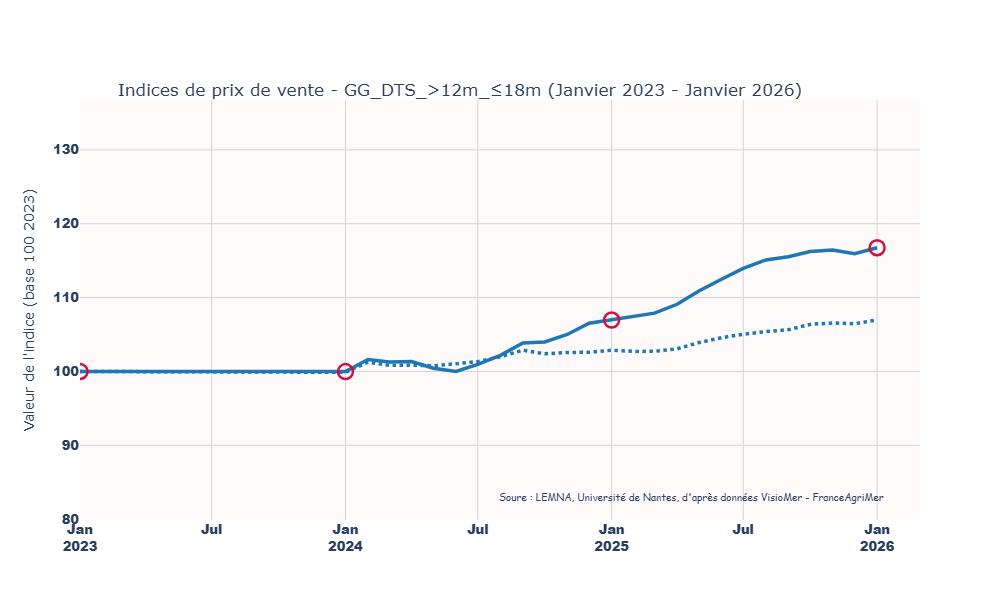 Indices de prix de vente - GG_DTS_>12m_≤18m (Janvier 2023 - Janvier 2026)
Valeur de l'indice (base 100 2023)
130
120
110
100
90
80
Soure : LEMNA, Université de Nantes, d'après données VisioMer - FranceAgriMer
Jan Jul Jan Jul Jan Jul Jan
2023 2024 2025 2026